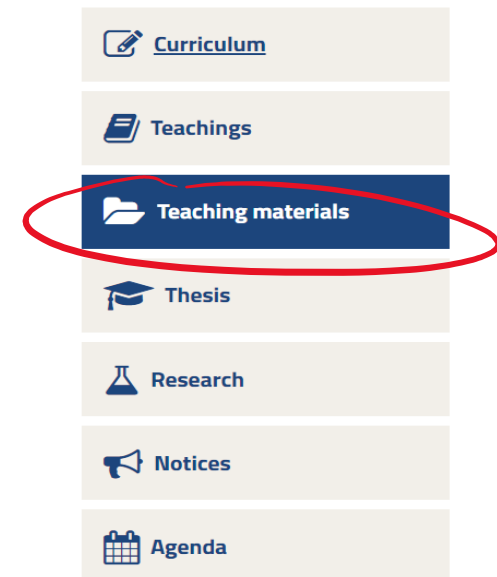 Curriculum
Teachings
Teaching materials
Thesis
Research
Notices
Agenda